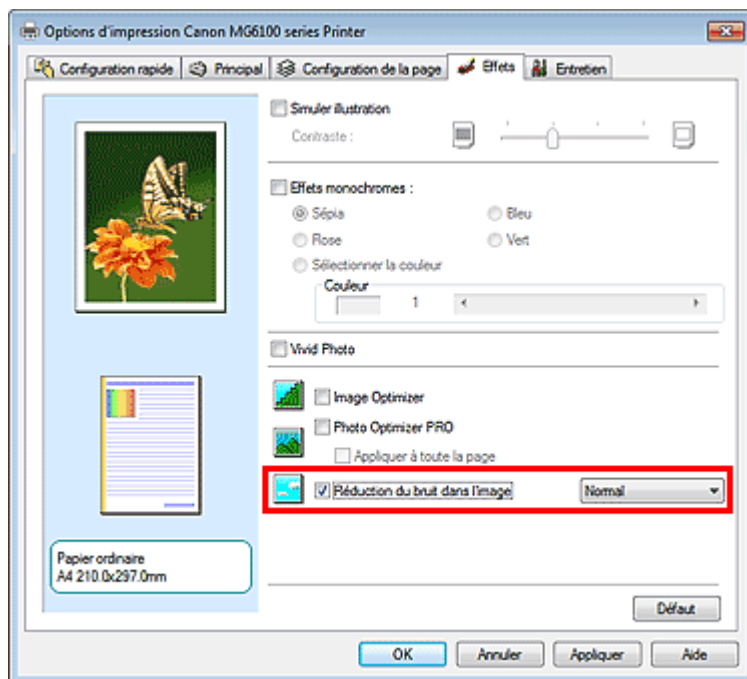 Options d'impression Canon MG6100 series Printer
Configuration rapide Principal Configuration de la page Effets Entretien
Simuler illustration
Contraste :
Effets monochromes :
Sépia Bleu
Rose Vert
Sélectionner la couleur
Couleur
1
Vivid Photo
Image Optimizer
Photo Optimizer PRO
Appliquer à toute la page
Réduction du bruit dans l'image Normal
Papier ordinaire
A4 210.0x297.0mm
Défaut
OK Annuler Appliquer Aide